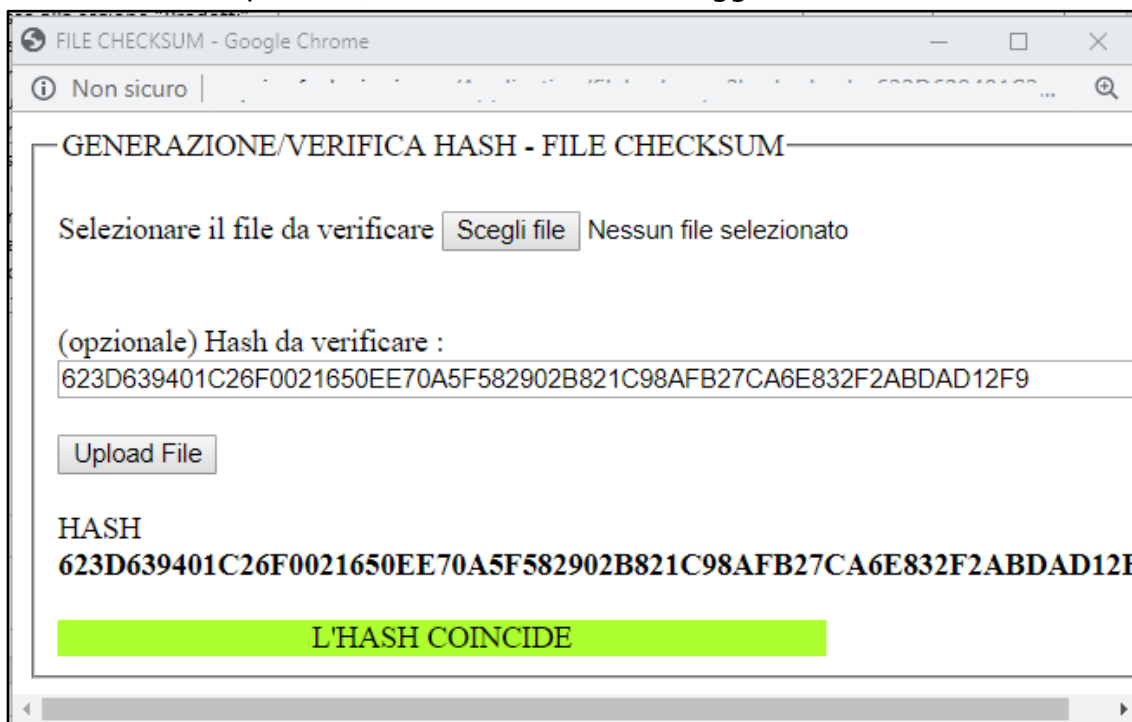 FILE CHECKSUM - Google Chrome
Non sicuro
GENERAZIONE/VERIFICA HASH - FILE CHECKSUM
Selezionare il file da verificare Scegli file Nessun file selezionato
(opzionale) Hash da verificare :
623D639401C26F0021650EE70A5F582902B821C98AFB27CA6E832F2ABDAD12F9
Upload File
HASH
623D639401C26F0021650EE70A5F582902B821C98AFB27CA6E832F2ABDAD12
L'HASH COINCIDE